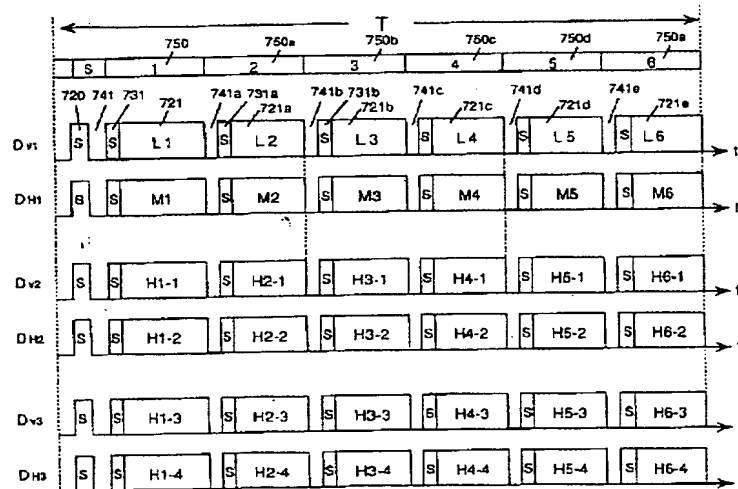 T
750 750a 750b 750c 750d 750e
S 1 2 3 4 5 6
720 741 731 721 741a 731a 721a 741b 731b 721b 741c 721c 741d 721d 741e 721e
DV1 S S L1 S L2 S L3 S L4 S L5 S L6 t
DH1 S S M1 S M2 S M3 S M4 S M5 S M6 t
DV2 S S H1-1 S H2-1 S H3-1 S H4-1 S H5-1 S H6-1 t
DH2 S S H1-2 S H2-2 S H3-2 S H4-2 S H5-2 S H6-2
DV3 S S H1-3 S H2-3 S H3-3 S H4-3 S H5-3 S H6-3
DH3 S S H1-4 S H2-4 S H3-4 S H4-4 S H5-4 S H6-4